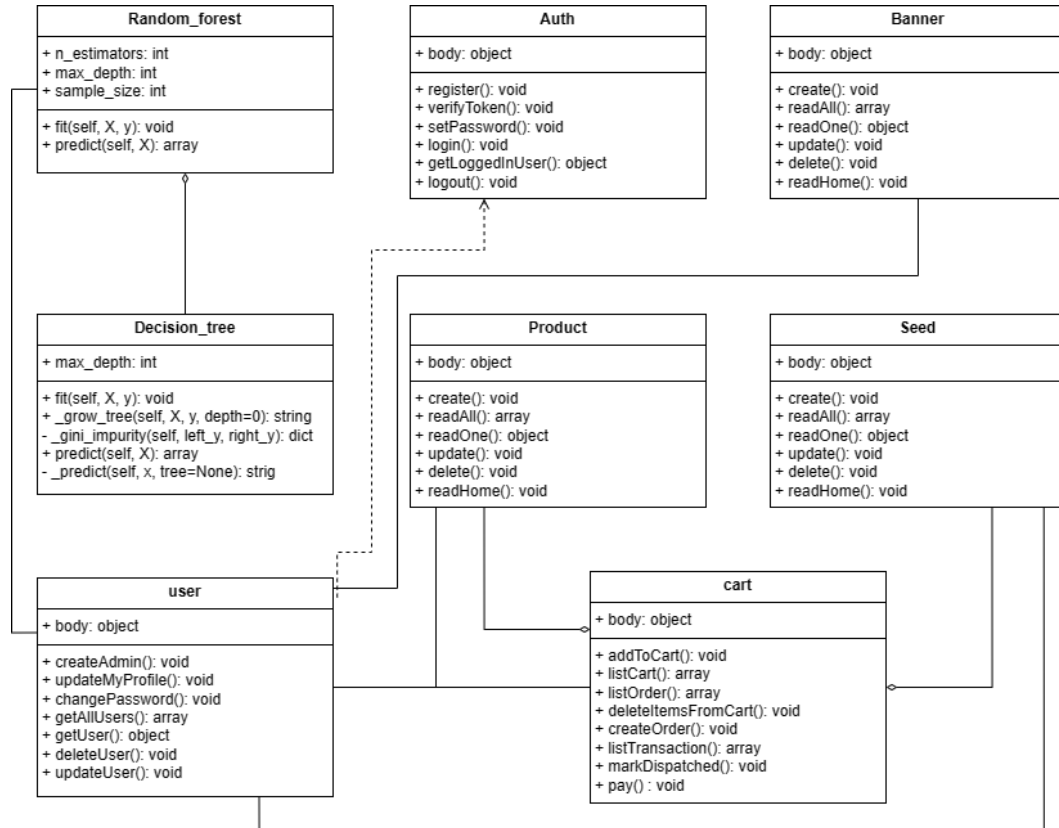 Random_forest
+ n_estimators: int
+ max_depth: int
+ sample_size: int
+ fit(self, X, y): void
+ predict(self, X): array
Auth
+ body: object
+ register(): void
+ verifyToken(): void
+ setPassword(): void
+ login(): void
+ getLoggedInUser(): object
+ logout(): void
Banner
+ body: object
+ create(): void
+ readAll(): array
+ readOne(): object
+ update(): void
+ delete(): void
+ readHome(): void
Decision_tree
+ max_depth: int
+ fit(self, X, y): void
+ _grow_tree(self, X, y, depth=0): string
- _gini_impurity(self, left_y, right_y): dict
+ predict(self, X): array
- _predict(self, x, tree=None): strig
Product
+ body: object
+ create(): void
+ readAll(): array
+ readOne(): object
+ update(): void
+ delete(): void
+ readHome(): void
Seed
+ body: object
+ create(): void
+ readAll(): array
+ readOne(): object
+ update(): void
+ delete(): void
+ readHome(): void
user
+ body: object
+ createAdmin(): void
+ updateMyProfile(): void
+ changePassword(): void
+ getAllUsers(): array
+ getUser(): object
+ deleteUser(): void
+ updateUser(): void
cart
+ body: object
+ addToCart(): void
+ listCart(): array
+ listOrder(): array
+ deleteItemsFromCart(): void
+ createOrder(): void
+ listTransaction(): array
+ markDispatched(): void
+ pay() : void